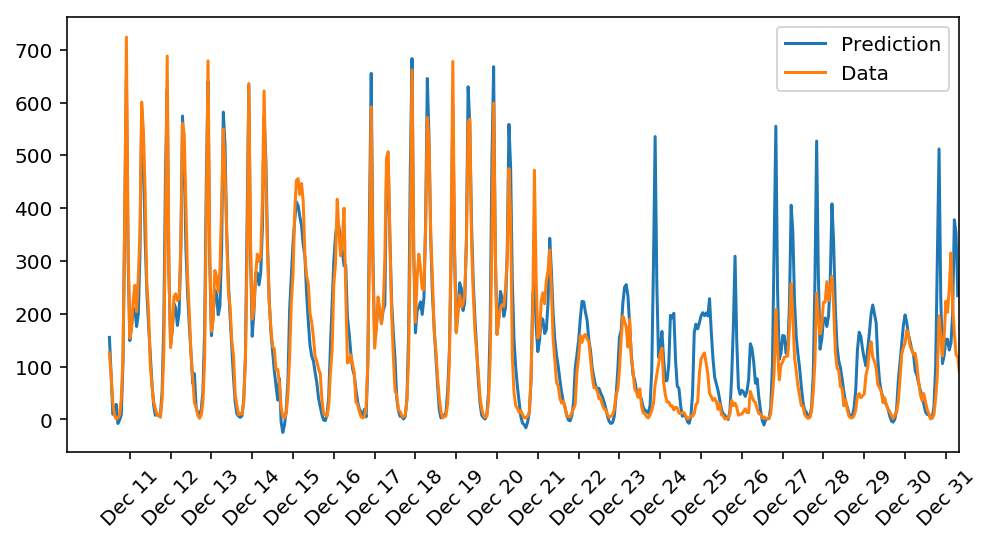 Prediction
Data
700
600
500
400
300
200
100
0
Dec 11
Dec 12
Dec 13
Dec 14
Dec 15
Dec 16
Dec 17
Dec 18
Dec 19
Dec 20
Dec 21
Dec 22
Dec 23
Dec 24
Dec 25
Dec 26
Dec 27
Dec 28
Dec 29
Dec 30
Dec 31